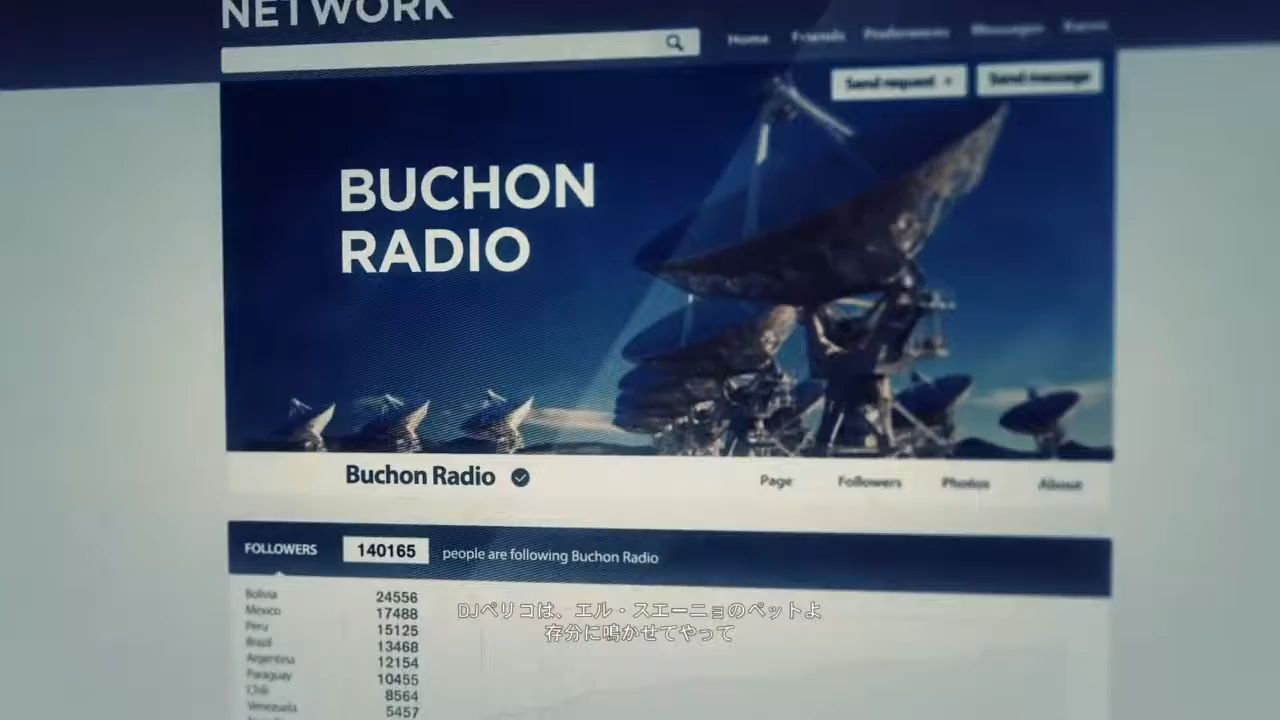 NETWORK
Home Friends Preferences Messages
Send request
Send message
BUCHON
RADIO
Buchon Radio
Page Followers Photos About
FOLLOWERS 140165 people are following Buchon Radio
Bolivia 24556
Mexico 17488
Peru 15125
Brazil 13468
Argentina 12154
Paraguay 10455
Chili 8564
Venezuela 5457
DJペリコは、エル・スエーニョのペットよ
存分に鳴かせてやって